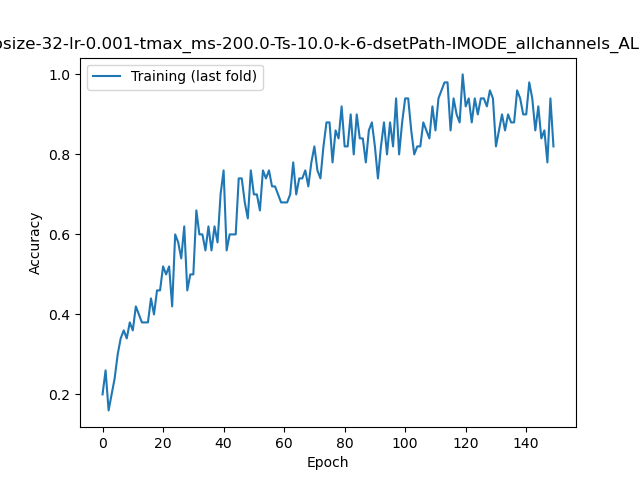 osize-32-lr-0.001-tmax_ms-200.0-Ts-10.0-k-6-dsetPath-IMODE_allchannels_AL
Training (last fold)
1.0
0.8
0.6
0.4
0.2
Accuracy
0 20 40 60 80 100 120 140
Epoch